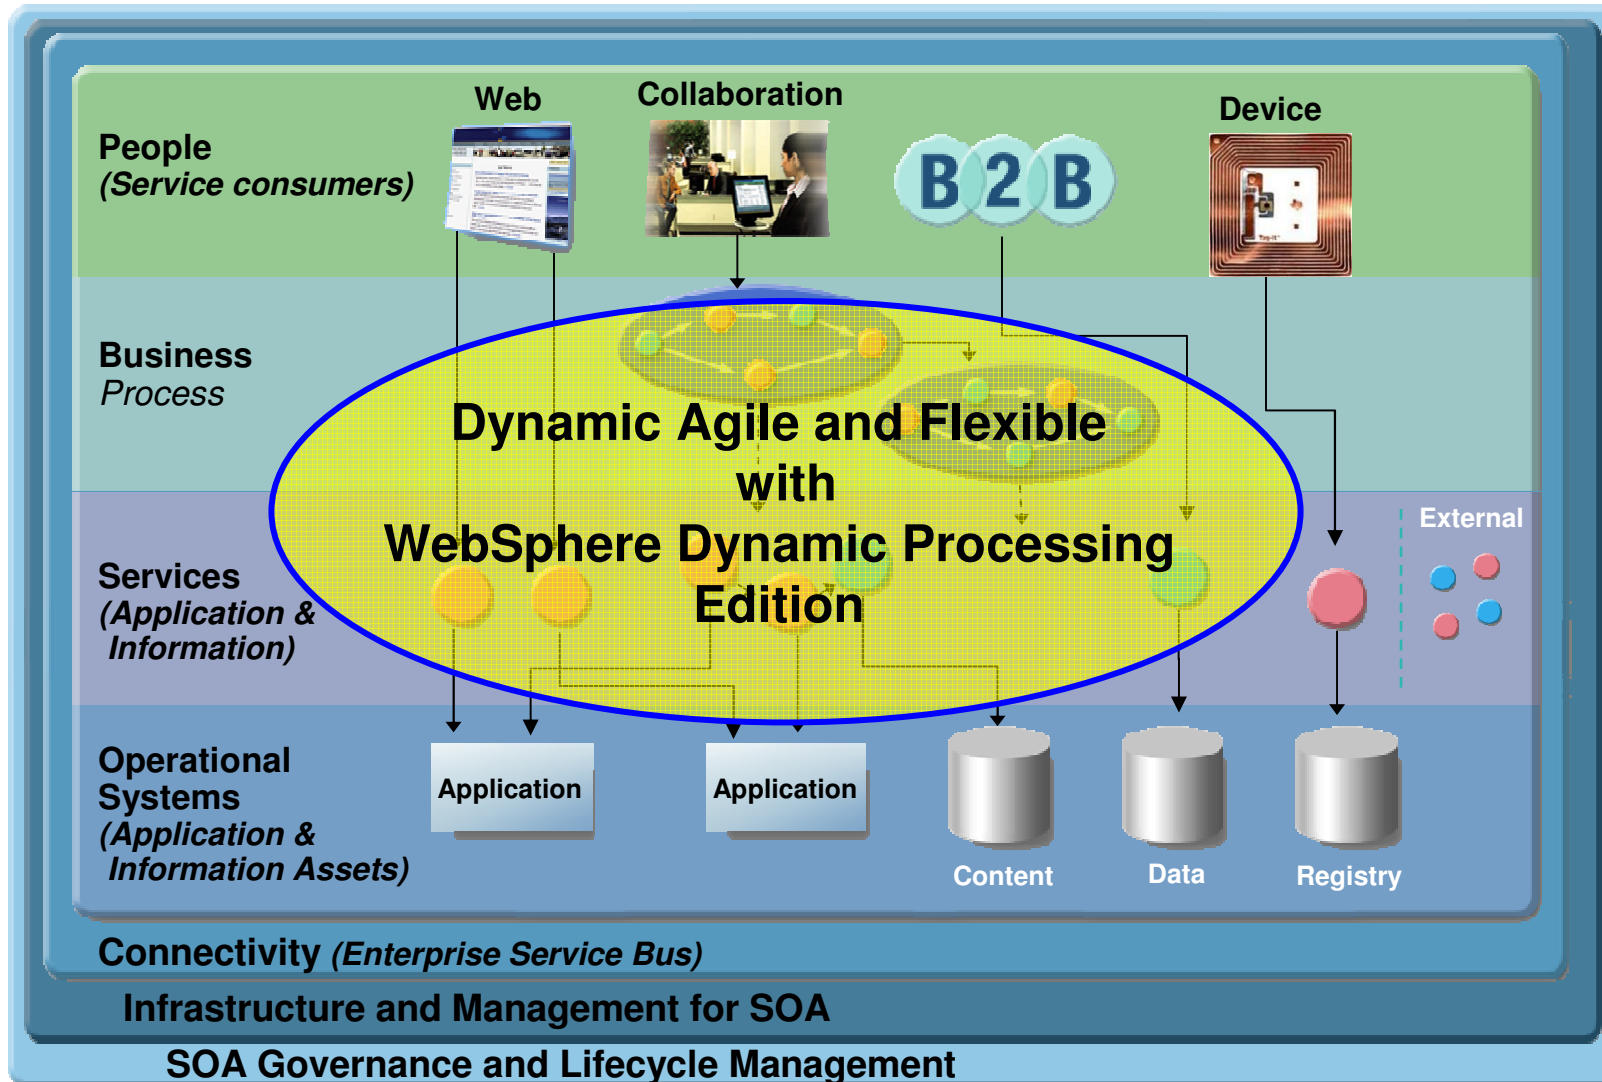 Web
Collaboration
Device
People
(Service consumers)
B2B
Tag-it™
Business
Process
Dynamic Agile and Flexible
with
WebSphere Dynamic Processing
Edition
External
Services
(Application &
Information)
Operational
Systems
(Application &
Information Assets)
Application
Application
Content
Data
Registry
Connectivity (Enterprise Service Bus)
Infrastructure and Management for SOA
SOA Governance and Lifecycle Management